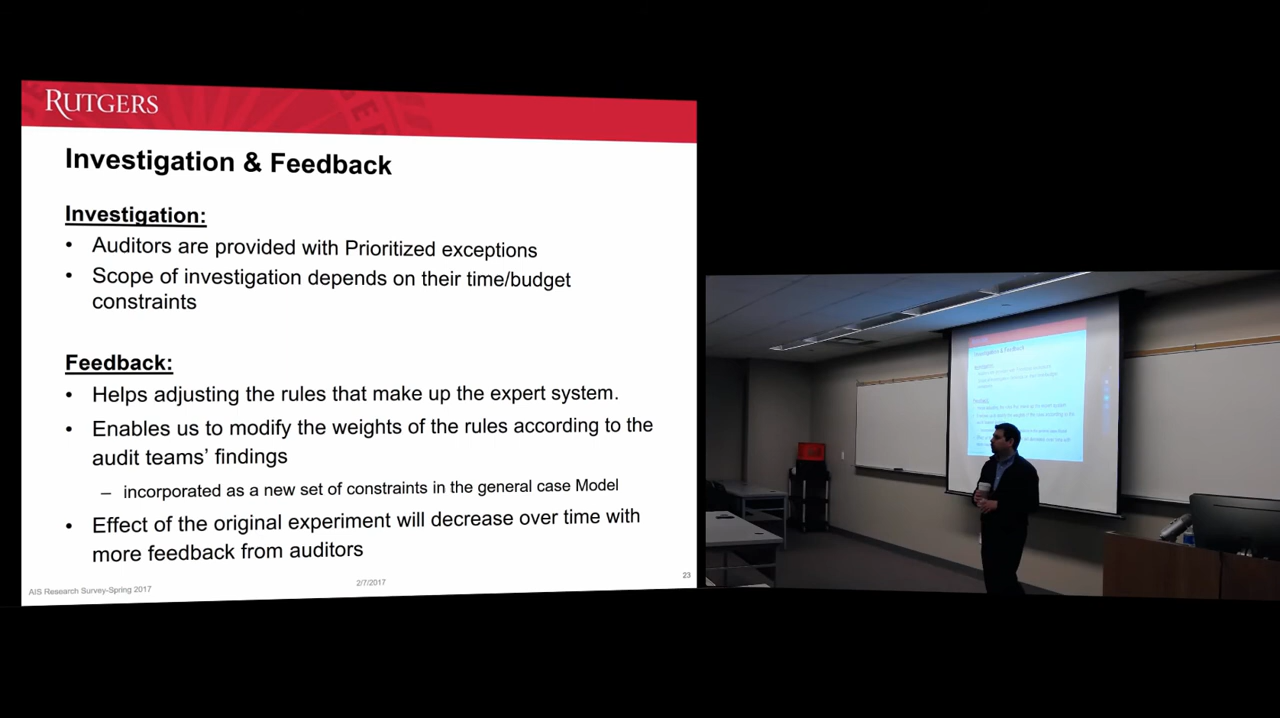 RUTGERS
Investigation & Feedback
Investigation:
• Auditors are provided with Prioritized exceptions
• Scope of investigation depends on their time/budget
constraints
Feedback:
• Helps adjusting the rules that make up the expert system.
• Enables us to modify the weights of the rules according to the
audit teams’ findings
– incorporated as a new set of constraints in the general case Model
• Effect of the original experiment will decrease over time with
more feedback from auditors
AIS Research Survey-Spring 2017
2/7/2017
23
Investigation & Feedback